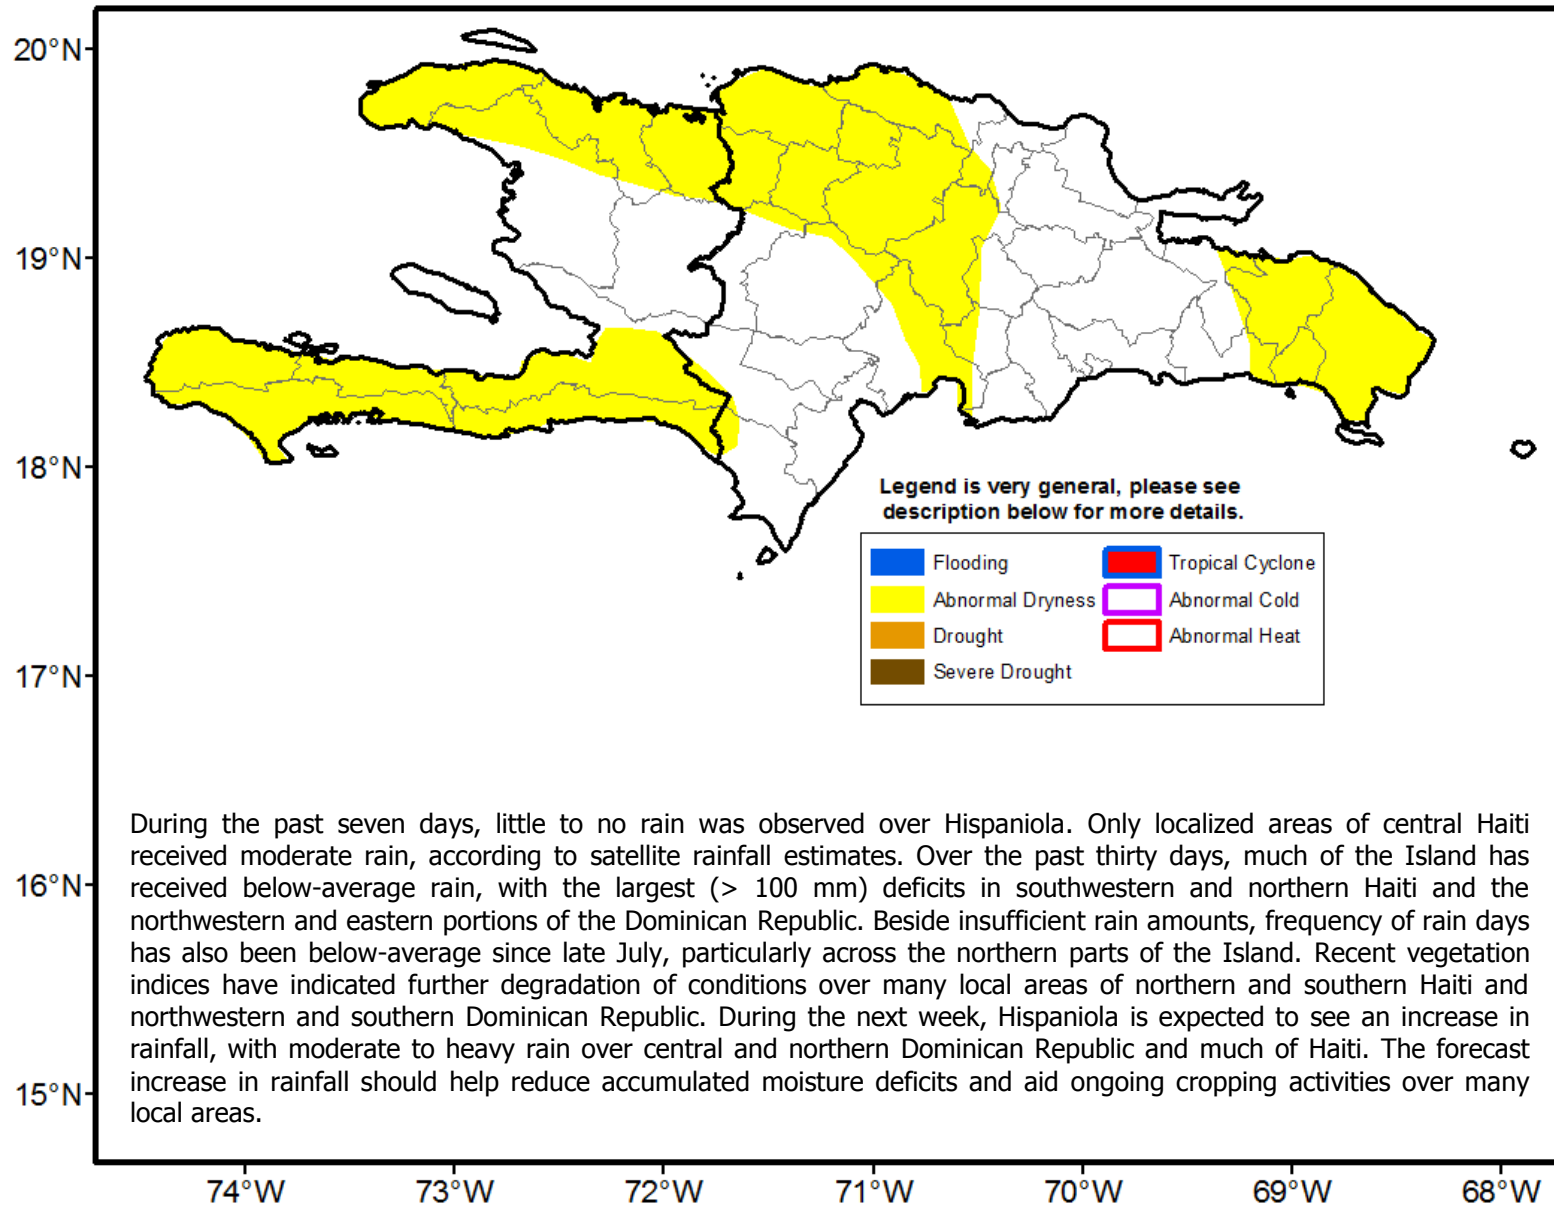 20°N
19°N
18°N
17°N
16°N
15°N
Legend is very general, please see
description below for more details.
Flooding
Tropical Cyclone
Abnormal Dryness
Abnormal Cold
Drought
Abnormal Heat
Severe Drought
During the past seven days, little to no rain was observed over Hispaniola. Only localized areas of central Haiti
received moderate rain, according to satellite rainfall estimates. Over the past thirty days, much of the Island has
received below-average rain, with the largest (> 100 mm) deficits in southwestern and northern Haiti and the
northwestern and eastern portions of the Dominican Republic. Beside insufficient rain amounts, frequency of rain days
has also been below-average since late July, particularly across the northern parts of the Island. Recent vegetation
indices have indicated further degradation of conditions over many local areas of northern and southern Haiti and
northwestern and southern Dominican Republic. During the next week, Hispaniola is expected to see an increase in
rainfall, with moderate to heavy rain over central and northern Dominican Republic and much of Haiti. The forecast
increase in rainfall should help reduce accumulated moisture deficits and aid ongoing cropping activities over many
local areas.
74°W 73°W 72°W 71°W 70°W 69°W 68°W